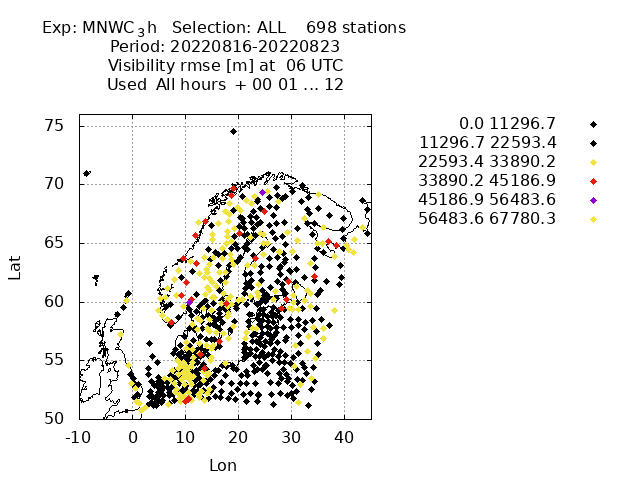 Exp: MNWC_3h Selection: ALL 698 stations
Period: 20220816-20220823
Visibility rmse [m] at 06 UTC
Used All hours + 00 01 ... 12
0.0 11296.7
11296.7 22593.4
22593.4 33890.2
33890.2 45186.9
45186.9 56483.6
56483.6 67780.3
75
70
65
60
55
50
Lat
-10 0 10 20 30 40
Lon